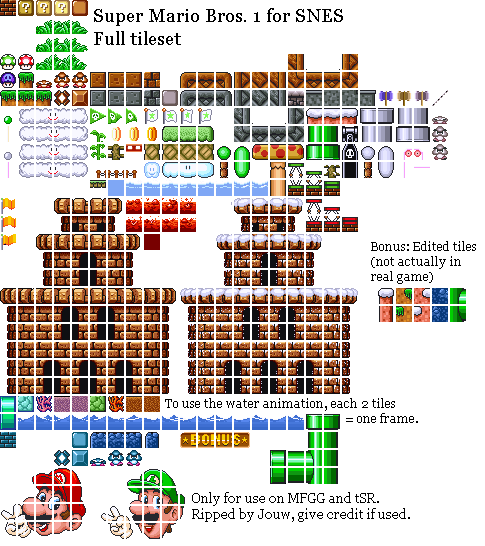 Super Mario Bros. 1 for SNES
Full tileset
Bonus: Edited tiles
(not actually in
real game)
To use the water animation, each 2 tiles
= one frame.
BONUS
Only for use on MFGG and tSR.
Ripped by Jouw, give credit if used.